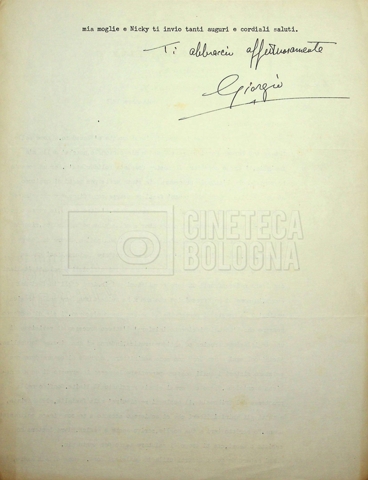 mia moglie e Nicky ti invio tanti auguri e cordiali saluti.
Ti abbraccio affettuosamente
Giorgio
CINETECA
BOLOGNA